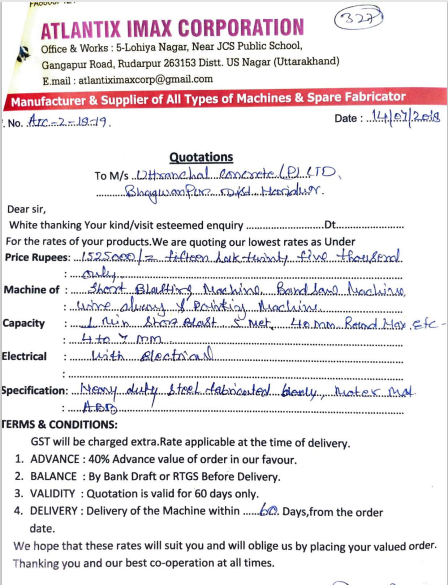 327
ATLANTIX IMAX CORPORATION
Office & Works : 5-Lohiya Nagar, Near JCS Public School,
Gangapur Road, Rudarpur 263153 Distt. US Nagar (Uttarakhand)
E.mail : atlantiximaxcorp@gmail.com
Manufacturer & Supplier of All Types of Machines & Spare Fabricator
. No. AIC-2-18-19. Date : 14/07/2018
Quotations
To M/s Uttranchal Concrete (P) LTD,
Bhagwanpur Distt Haridwar.
Dear sir,
White thanking Your kind/visit esteemed enquiry ........................Dt...................
For the rates of your products.We are quoting our lowest rates as Under
Price Rupees: 1525000/= fifteen lack twenty five thousand
: only
Machine of : Short Blasting Machine, Band saw Machine,
: wire & Painting Machine
Capacity : 1 Min Blast 5 Met, 40 mm Round Max, Etc-
: 4 to 7 mm
Electrical : With Electrical
:
Specification: Heavy duty Steel fabricated body, Moter
: ABB
TERMS & CONDITIONS:
GST will be charged extra.Rate applicable at the time of delivery.
1. ADVANCE : 40% Advance value of order in our favour.
2. BALANCE : By Bank Draft or RTGS Before Delivery.
3. VALIDITY : Quotation is valid for 60 days only.
4. DELIVERY : Delivery of the Machine within ......60. Days,from the order
date.
We hope that these rates will suit you and will oblige us by placing your valued order.
Thanking you and our best co-operation at all times.